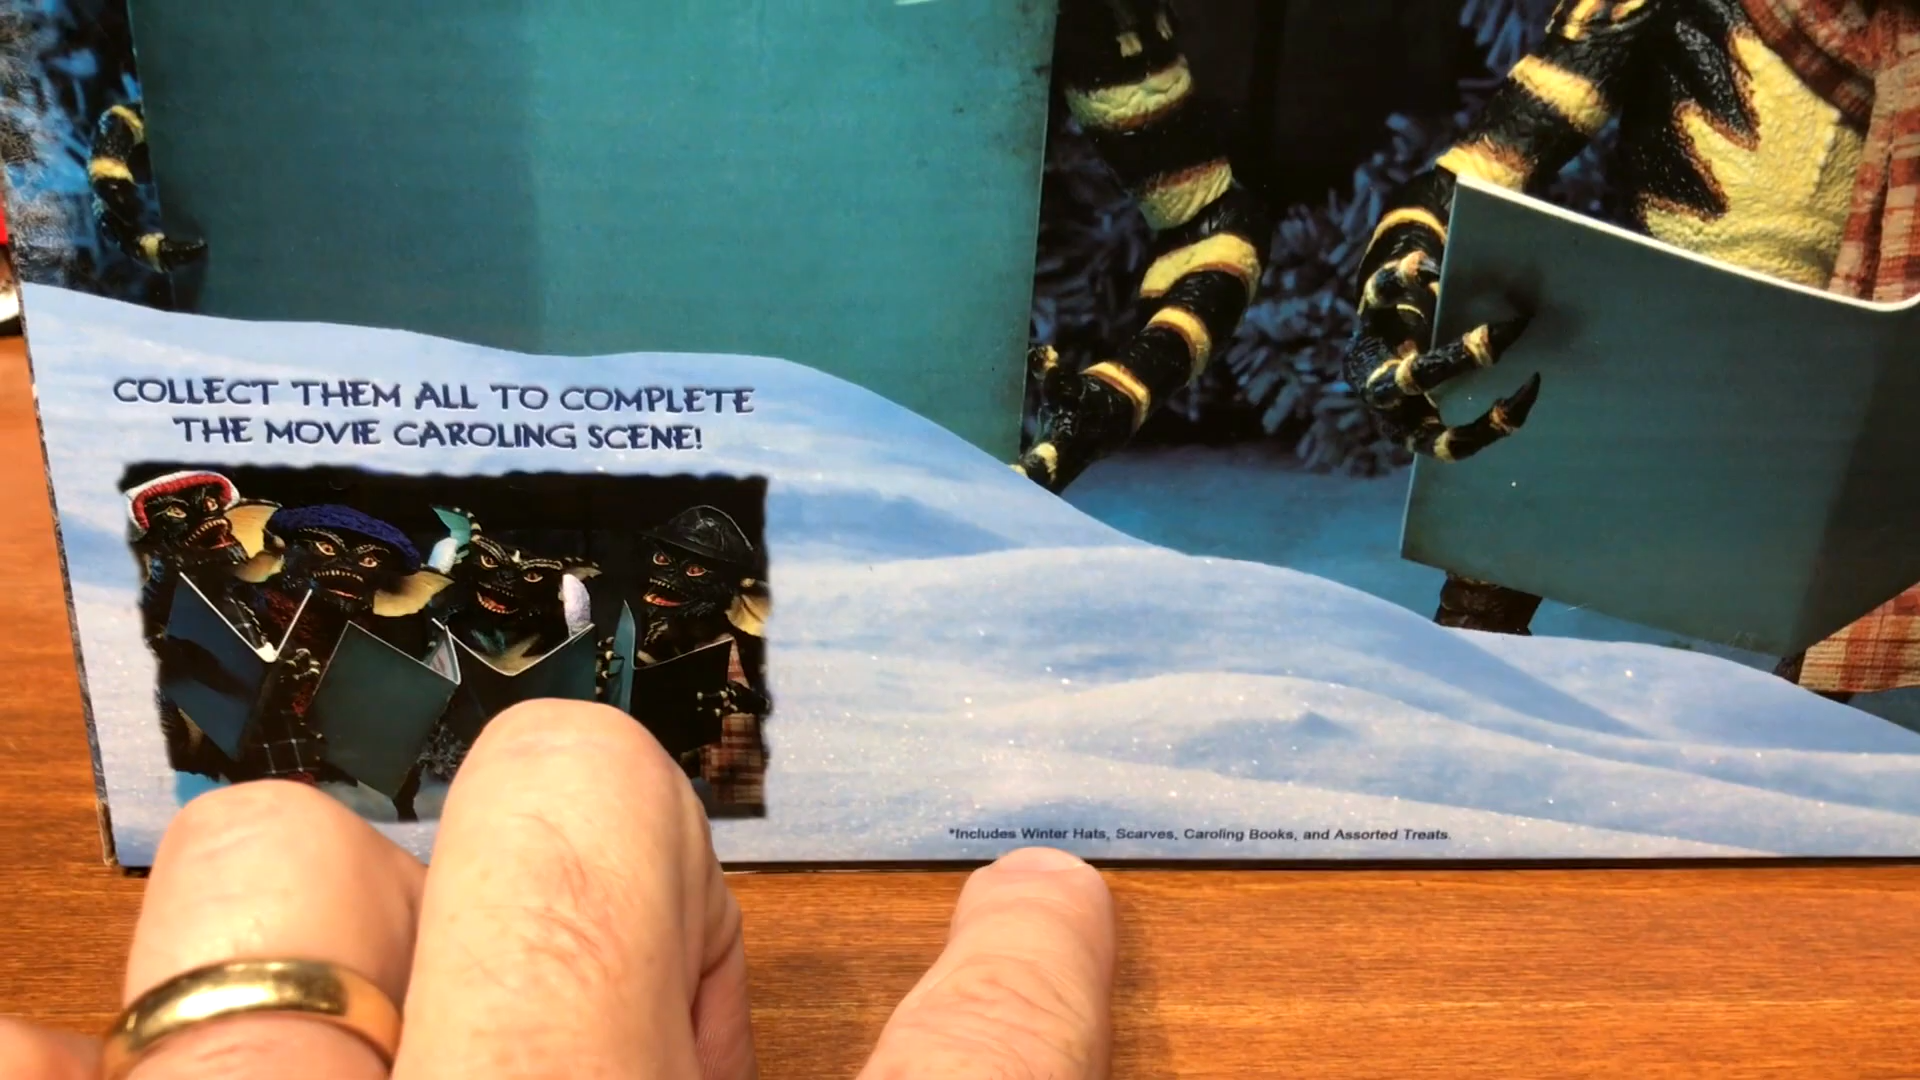 COLLECT THEM ALL TO COMPLETE
THE MOVIE CAROLING SCENE!
*Includes Winter Hats, Scarves, Caroling Books, and Assorted Treats.